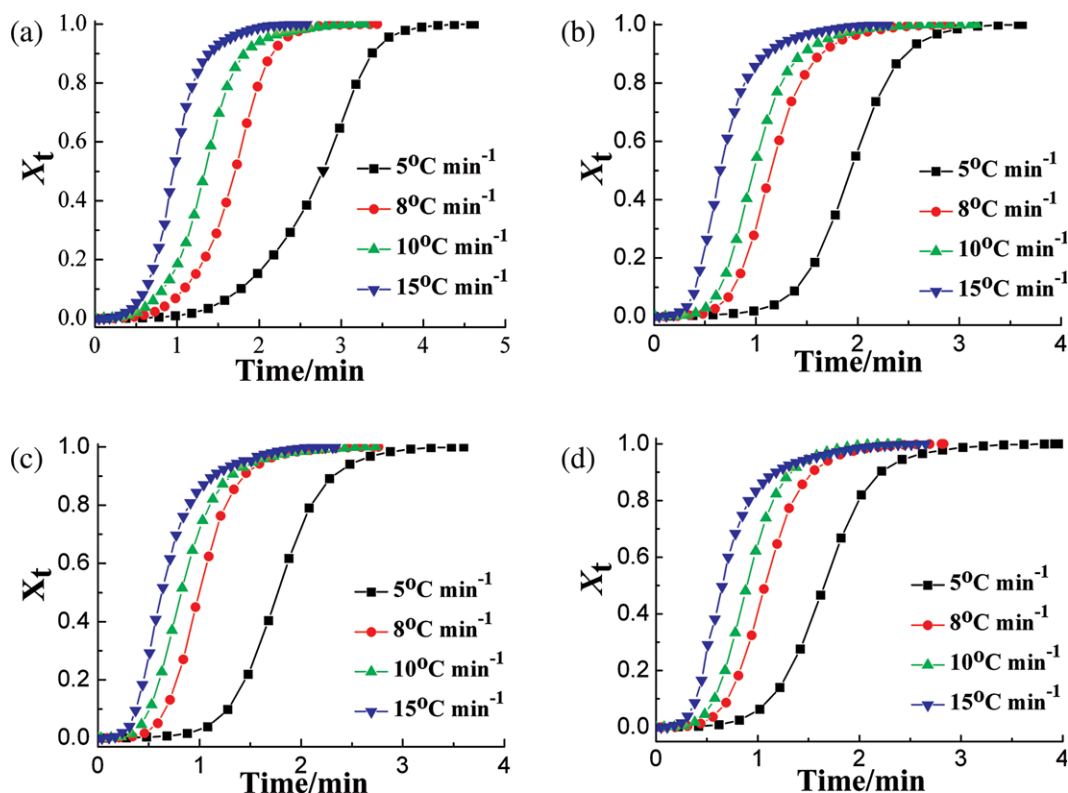 (a)
1.0
0.8
0.6
0.4
0.2
0.0
X_t
5°C min⁻¹
8°C min⁻¹
10°C min⁻¹
15°C min⁻¹
0 1 2 3 4 5
Time/min
(b)
1.0
0.8
0.6
0.4
0.2
0.0
X_t
5°C min⁻¹
8°C min⁻¹
10°C min⁻¹
15°C min⁻¹
0 1 2 3 4
Time/min
(c)
1.0
0.8
0.6
0.4
0.2
0.0
X_t
5°C min⁻¹
8°C min⁻¹
10°C min⁻¹
15°C min⁻¹
0 1 2 3 4
Time/min
(d)
1.0
0.8
0.6
0.4
0.2
0.0
X_t
5°C min⁻¹
8°C min⁻¹
10°C min⁻¹
15°C min⁻¹
0 1 2 3 4
Time/min